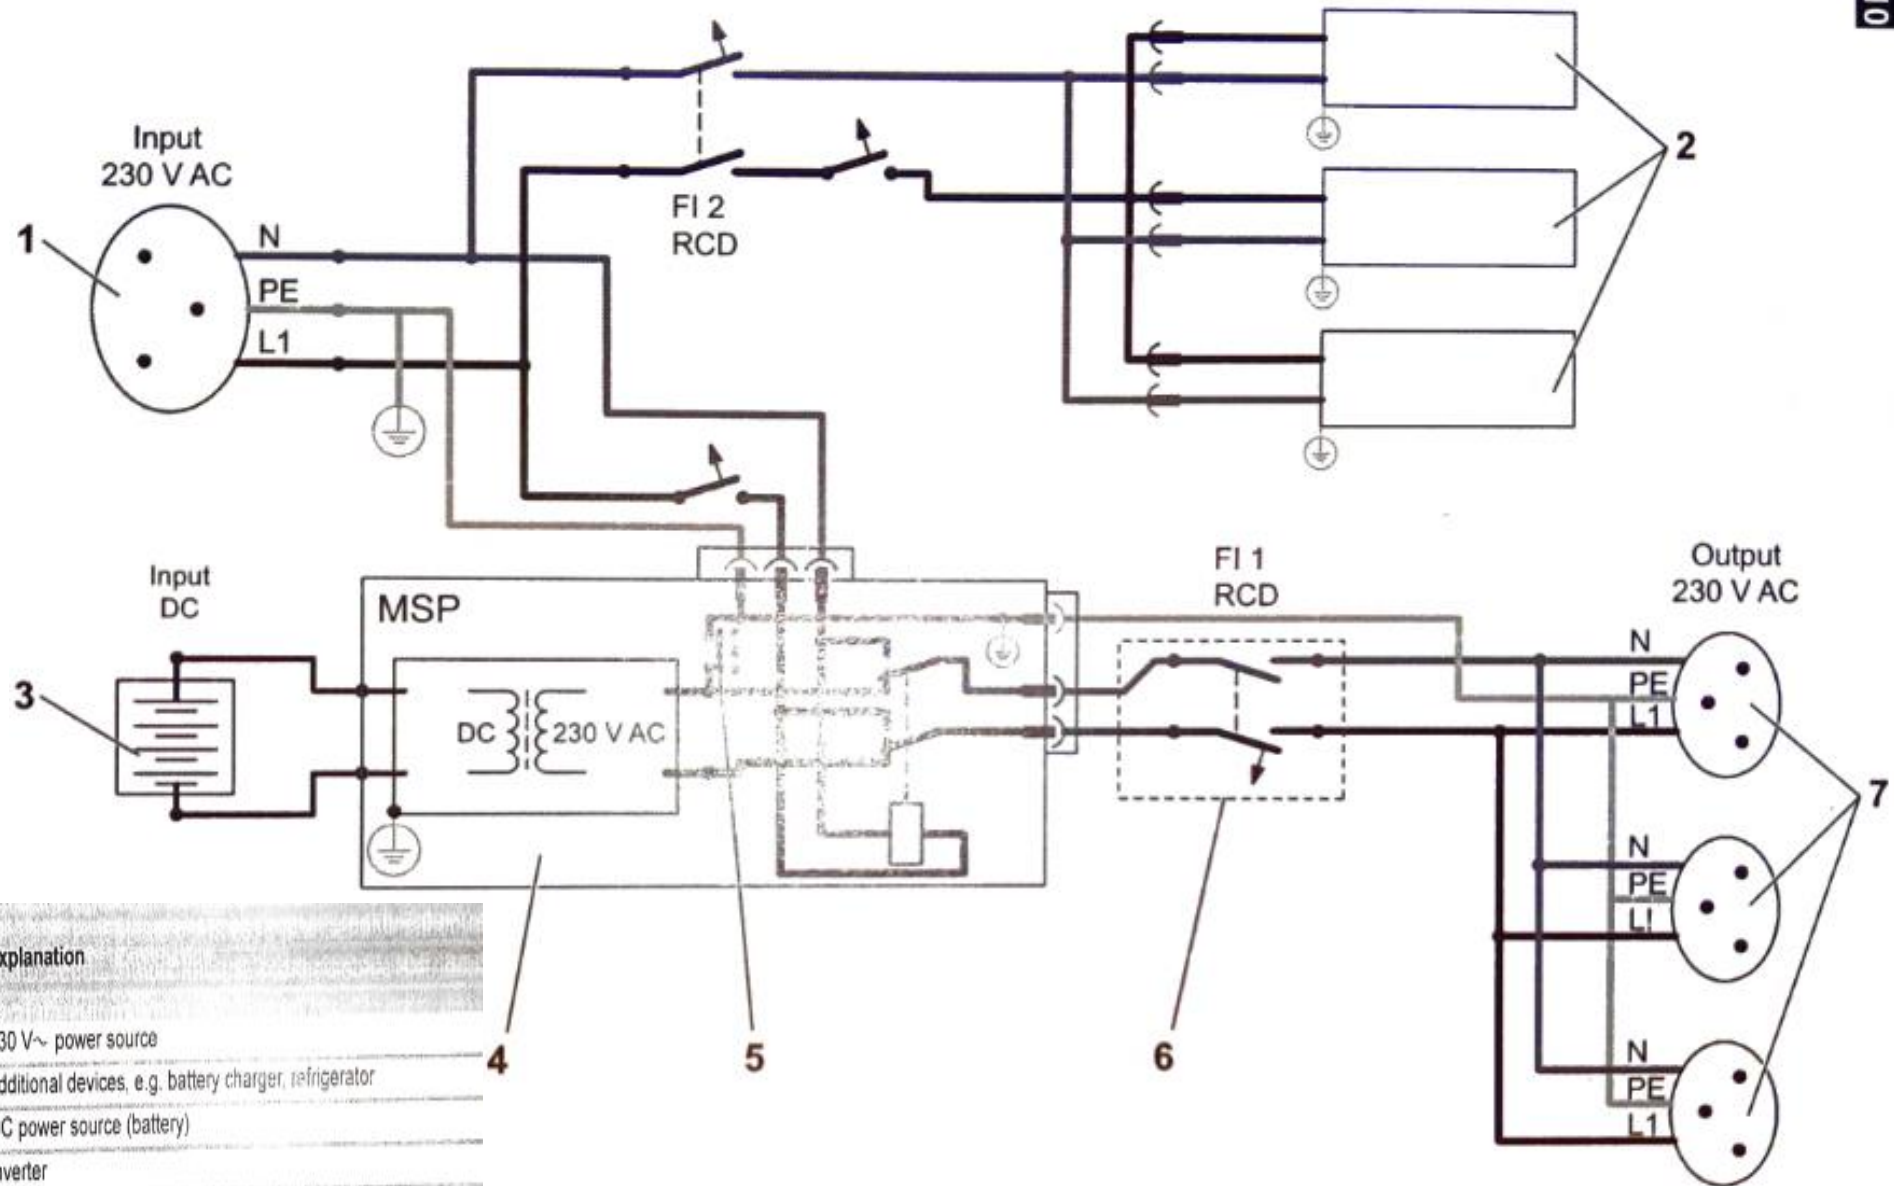 Input
230 V AC
1
N
PE
L1
FI 2
RCD
2
Input
DC
3
MSP
DC
230 V AC
FI 1
RCD
Output
230 V AC
N
PE
L1
N
PE
LI
N
PE
L1
7
4
5
6
xplanation
30 V~ power source
dditional devices, e.g. battery charger, refrigerator
C power source (battery)
nverter